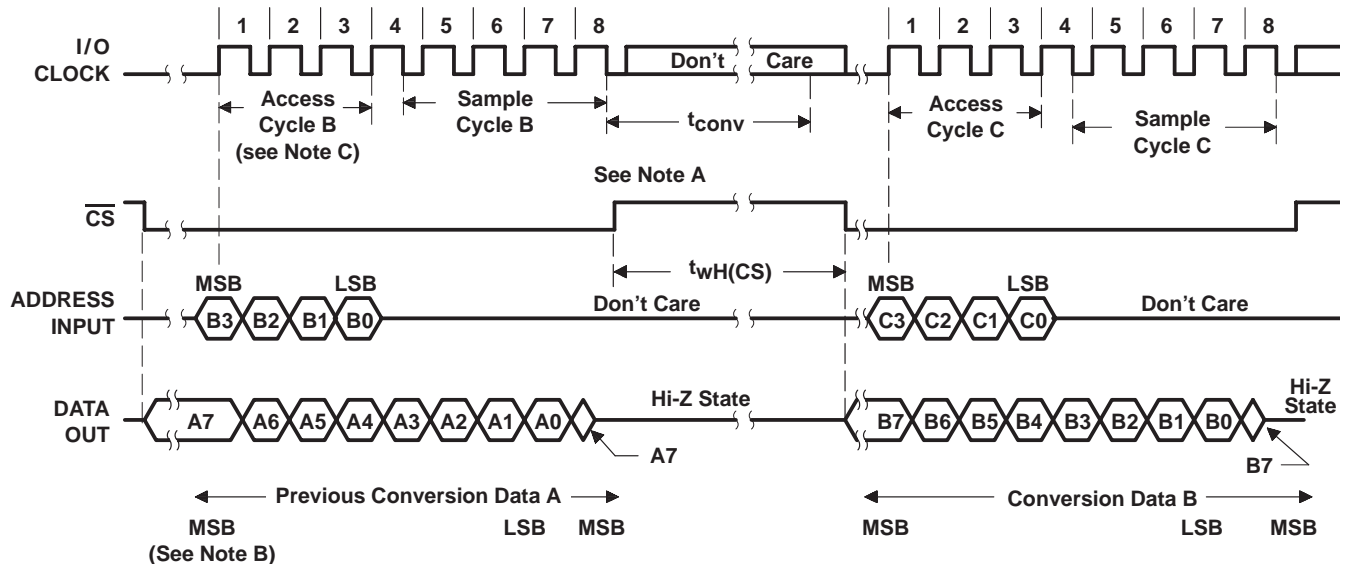 1 2 3 4 5 6 7 8 1 2 3 4 5 6 7 8
I/O
CLOCK
Don't Care
Access
Cycle B
(see Note C)
Sample
Cycle B
tconv
Access
Cycle C
Sample
Cycle C
See Note A
CS
twH(CS)
MSB LSB MSB LSB
ADDRESS
INPUT
B3 B2 B1 B0 Don't Care C3 C2 C1 C0 Don't Care
DATA
OUT
A7 A6 A5 A4 A3 A2 A1 A0 Hi-Z State B7 B6 B5 B4 B3 B2 B1 B0 Hi-Z
State
A7
B7
Previous Conversion Data A
Conversion Data B
MSB
(See Note B)
LSB MSB MSB LSB MSB